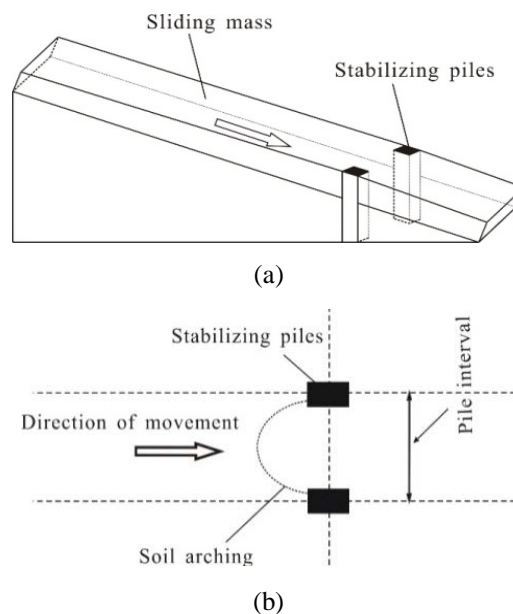 Sliding mass
Stabilizing piles
(a)
Stabilizing piles
Direction of movement
Pile interval
Soil arching
(b)